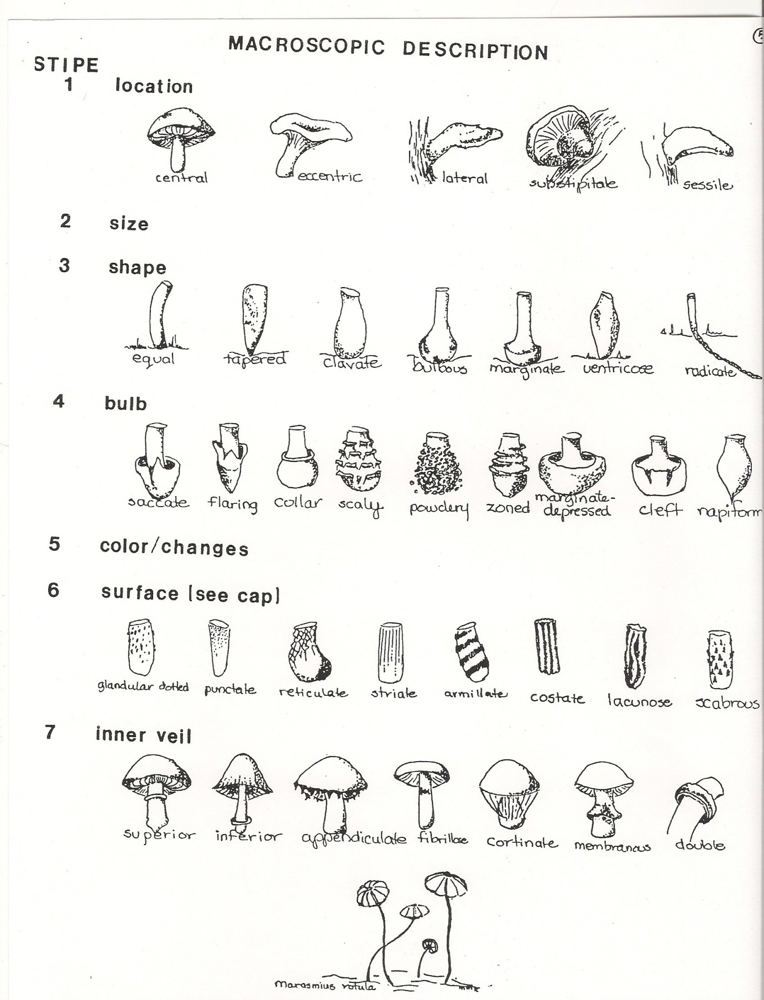 MACROSCOPIC DESCRIPTION
STIPE
1 location
central eccentric lateral substipitate sessile
2 size
3 shape
equal tapered clavate bulbous marginate ventricose radicate
4 bulb
saccate flaring collar scaly powdery zoned marginate-depressed cleft napiform
5 color/changes
6 surface (see cap)
glandular dotted punctate reticulate striate armillate costate lacunose scabrous
7 inner veil
superior inferior appendiculate fibrillose cortinate membranous double
Marasmius rotula